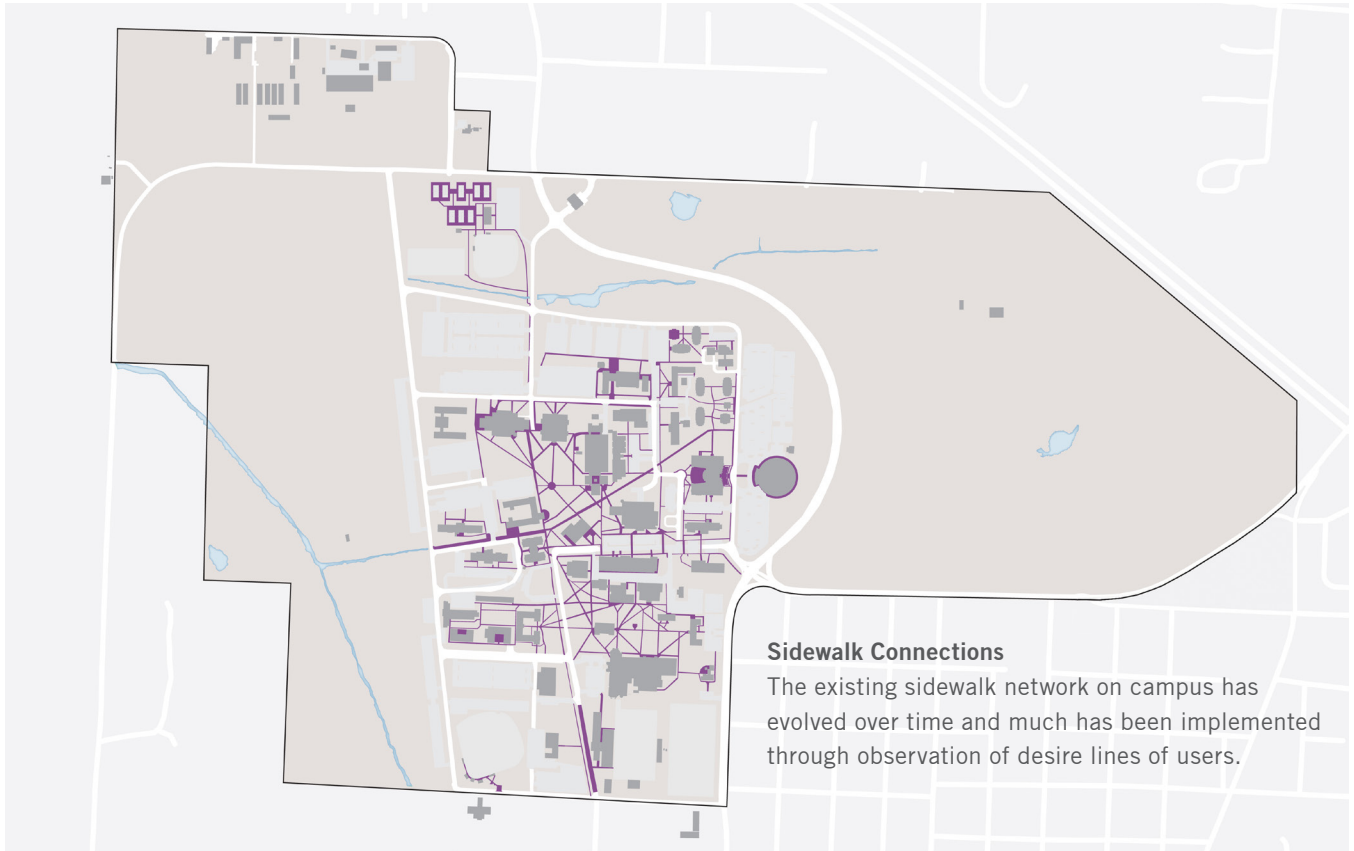 Sidewalk Connections
The existing sidewalk network on campus has
evolved over time and much has been implemented
through observation of desire lines of users.